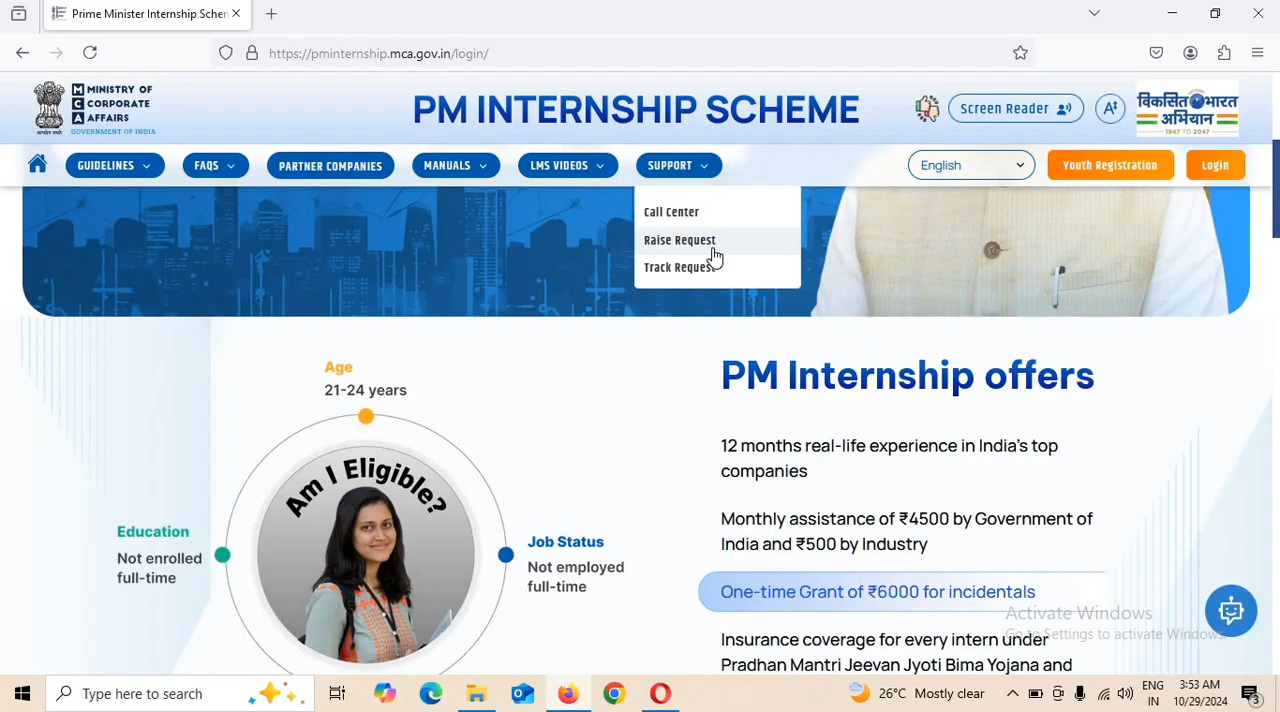 Prime Minister Internship Scher
https://pminternship.mca.gov.in/login/
MINISTRY OF
CORPORATE
AFFAIRS
GOVERNMENT OF INDIA
MCA
PM INTERNSHIP SCHEME
Screen Reader
A
विकसित भारत
अभियान
1947 TO 2047
GUIDELINES
FAQS
PARTNER COMPANIES
MANUALS
LMS VIDEOS
SUPPORT
English
Youth Registration
Login
Call Center
Raise Request
Track Request
Age
21-24 years
Am I Eligible?
Education
Not enrolled
full-time
Job Status
Not employed
full-time
PM Internship offers
12 months real-life experience in India's top
companies
Monthly assistance of ₹4500 by Government of
India and ₹500 by Industry
One-time Grant of ₹6000 for incidentals
Insurance coverage for every intern under
Pradhan Mantri Jeevan Jyoti Bima Yojana and
Activate Windows
Go to Settings to activate Windows.
Type here to search
26°C Mostly clear
ENG
IN
3:53 AM
10/29/2024
3